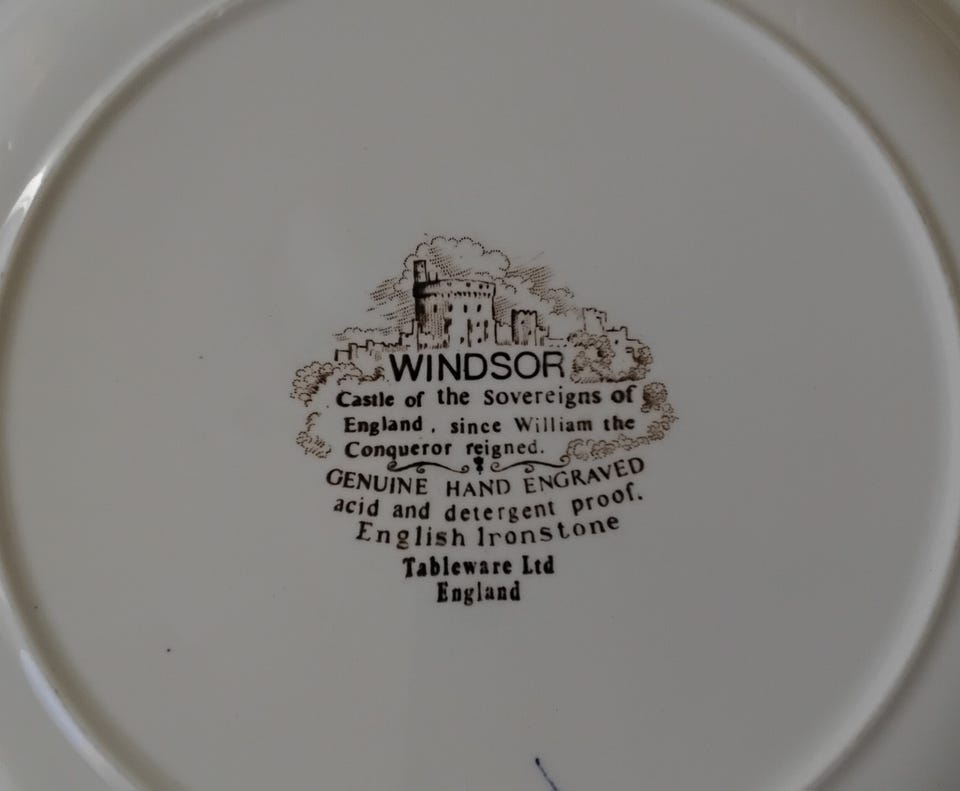 WINDSOR
Castle of the Sovereigns of
England, since William the
Conqueror reigned.
GENUINE HAND ENGRAVED
acid and detergent proof.
English Ironstone
Tableware Ltd
England